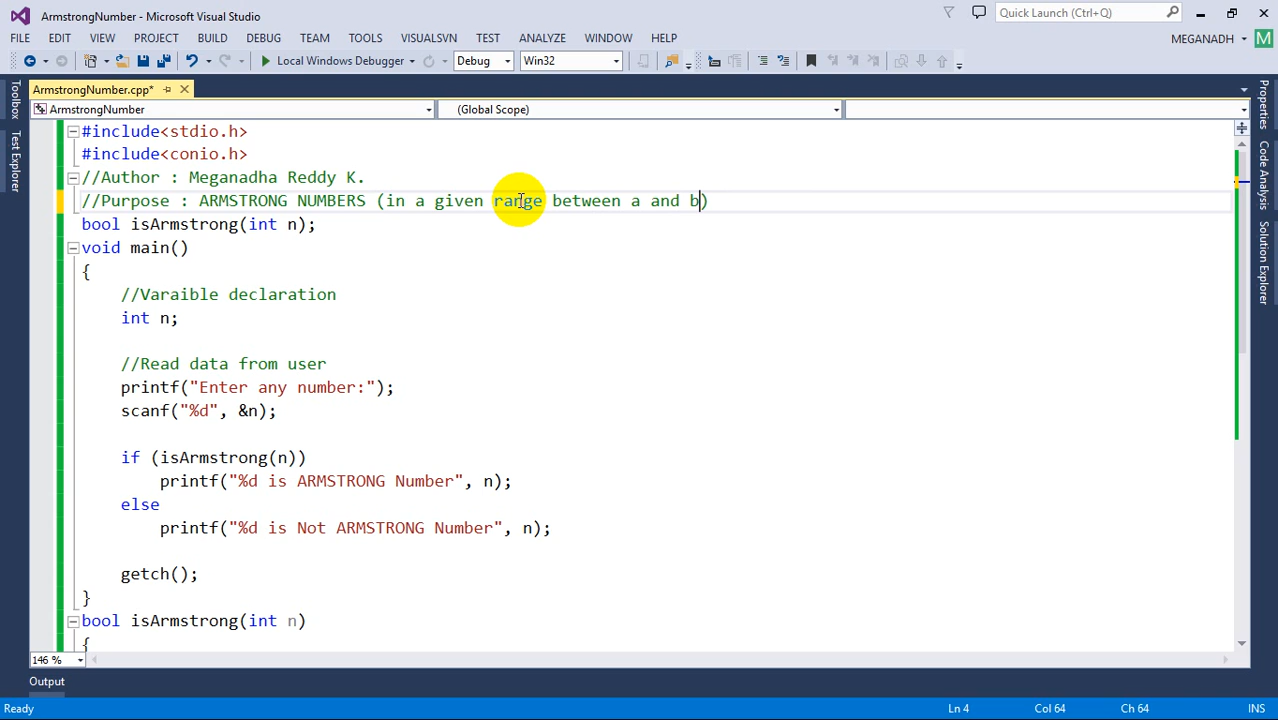 ArmstrongNumber - Microsoft Visual Studio
Quick Launch (Ctrl+Q)
FILE EDIT VIEW PROJECT BUILD DEBUG TEAM TOOLS VISUALSVN TEST ANALYZE WINDOW HELP
MEGANADH M
Local Windows Debugger Debug Win32
ArmstrongNumber.cpp*
ArmstrongNumber (Global Scope)
Toolbox
Test Explorer
Properties
Code Analysis
Solution Explorer
#include<stdio.h>
#include<conio.h>
//Author : Meganadha Reddy K.
//Purpose : ARMSTRONG NUMBERS (in a given range between a and b)
bool isArmstrong(int n);
void main()
{
//Varaible declaration
int n;
//Read data from user
printf("Enter any number:");
scanf("%d", &n);
if (isArmstrong(n))
printf("%d is ARMSTRONG Number", n);
else
printf("%d is Not ARMSTRONG Number", n);
getch();
}
bool isArmstrong(int n)
{
146 %
Output
Ready Ln 4 Col 64 Ch 64 INS